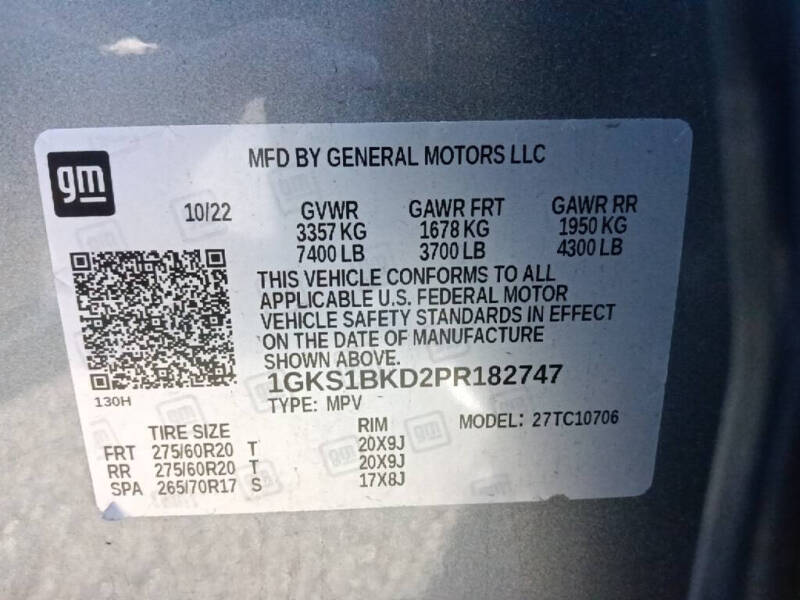 gm
MFD BY GENERAL MOTORS LLC
10/22 GVWR GAWR FRT GAWR RR
3357 KG 1678 KG 1950 KG
7400 LB 3700 LB 4300 LB
THIS VEHICLE CONFORMS TO ALL
APPLICABLE U.S. FEDERAL MOTOR
VEHICLE SAFETY STANDARDS IN EFFECT
ON THE DATE OF MANUFACTURE
SHOWN ABOVE.
1GKS1BKD2PR182747
130H
TYPE: MPV
MODEL: 27TC10706
TIRE SIZE RIM
FRT 275/60R20 T 20X9J
RR 275/60R20 T 20X9J
SPA 265/70R17 S 17X8J